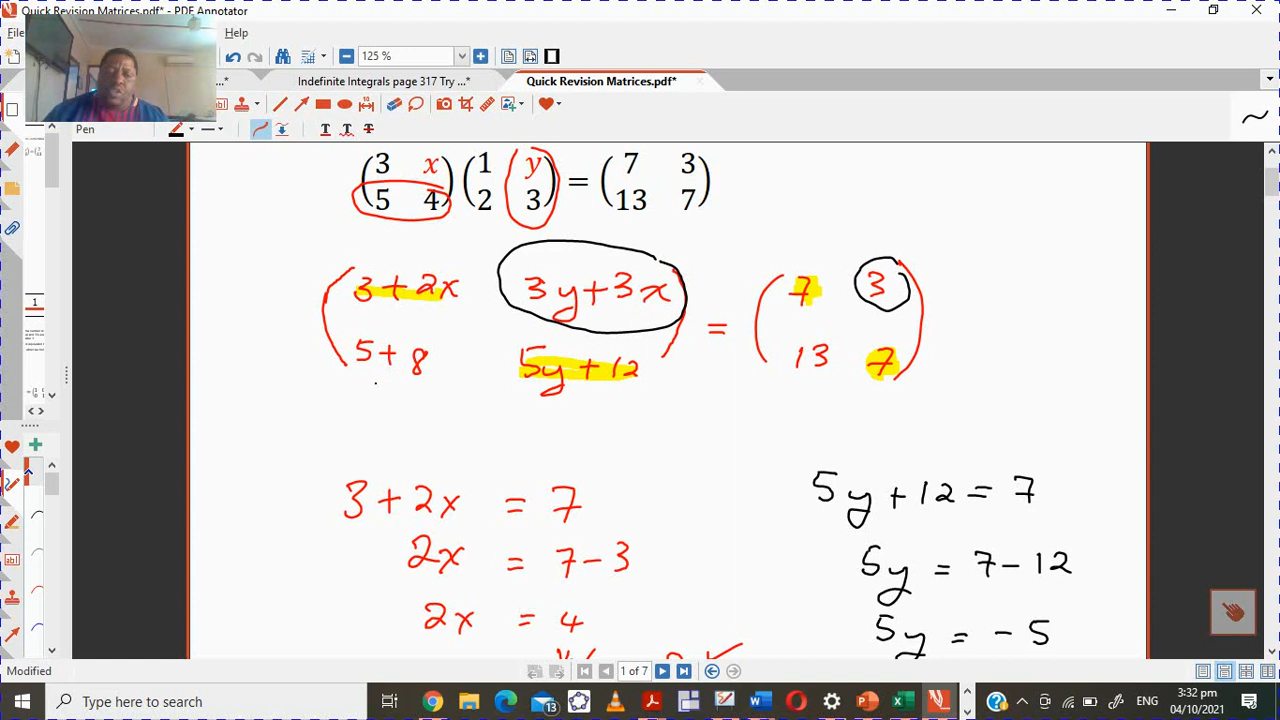 Quick Revision Matrices.pdf* - PDF Annotator
Help
125 %
..." Indefinite Integrals page 317 Try ..." Quick Revision Matrices.pdf*
Pen
(3 x) (1 y) = (7 3)
(5 4) (2 3) (13 7)
(3 + 2x 3y + 3x) = (7 3)
(5 + 8 5y + 12) (13 7)
1
3 + 2x = 7
2x = 7 - 3
2x = 4
5y + 12 = 7
5y = 7 - 12
5y = - 5
Modified
1 of 7
Type here to search
13
ENG
3:32 pm
04/10/2021